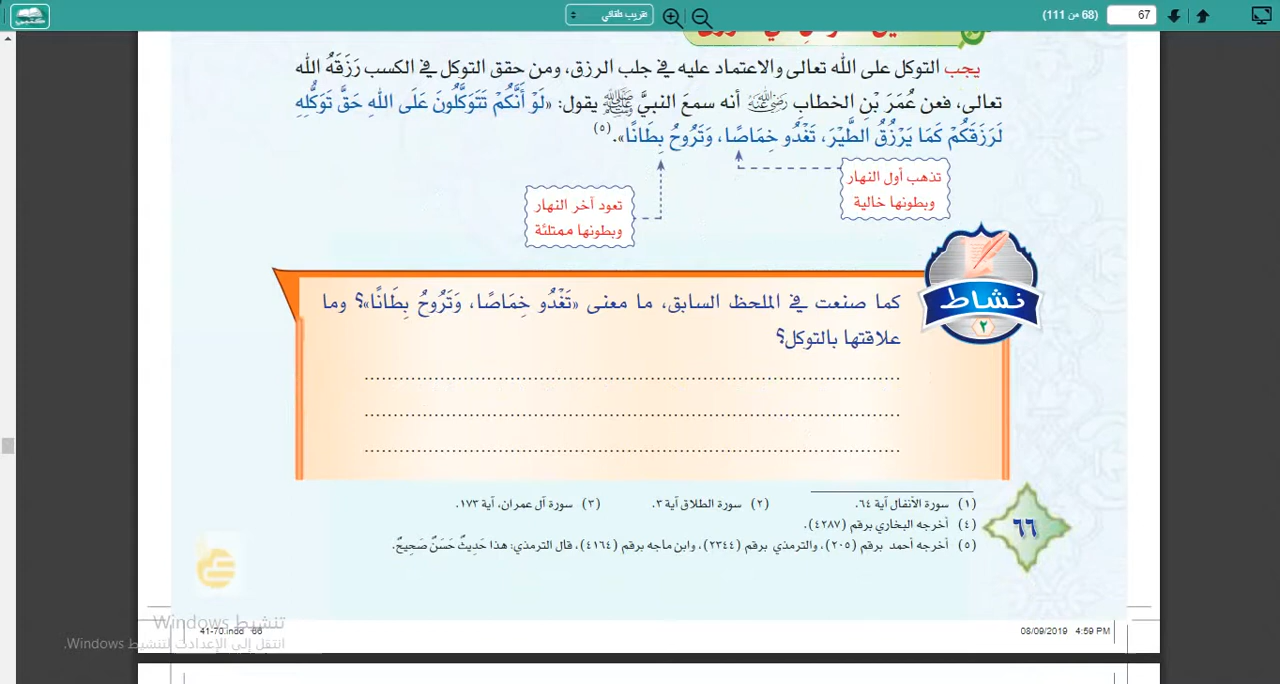 كتبي
تقريب تلقائي
(68 من 111)
67
في
يجب التوكل على الله تعالى والاعتماد عليه في جلب الرزق، ومن حقق التوكل في الكسب رَزَقَهُ الله
تعالى، فعن عُمَرَ بْنِ الخطابِ رضي الله عنه أنه سمعَ النبيَّ ﷺ يقول: «لَوْ أَنَّكُمْ تَتَوَكَّلُونَ عَلَى اللهِ حَقَّ تَوَكُّلِهِ
لَرَزَقَكُمْ كَمَا يَرْزُقُ الطَّيْرَ، تَغْدُو خِمَاصًا، وَتَرُوحُ بِطَانًا».(٥)
تذهب أول النهار
وبطونها خالية
تعود آخر النهار
وبطونها ممتلئة
نشاط
٢
كما صنعت في الملحظ السابق، ما معنى «تَغْدُو خِمَاصًا، وَتَرُوحُ بِطَانًا»؟ وما
علاقتها بالتوكل؟
(١) سورة الأنفال آية ٦٤. (٢) سورة الطلاق آية ٣. (٣) سورة آل عمران، آية ١٧٣.
(٤) أخرجه البخاري برقم (٤٢٨٧).
(٥) أخرجه أحمد برقم (٢٠٥)، والترمذي برقم (٢٣٤٤)، وابن ماجه برقم (٤١٦٤)، قال الترمذي: هذا حَدِيثٌ حَسَنٌ صَحِيحٌ.
٦٦
تنشيط Windows
انتقل إلى الإعدادت لتنشيط Windows.
41-70.indd 66
08/09/2019 4:59 PM